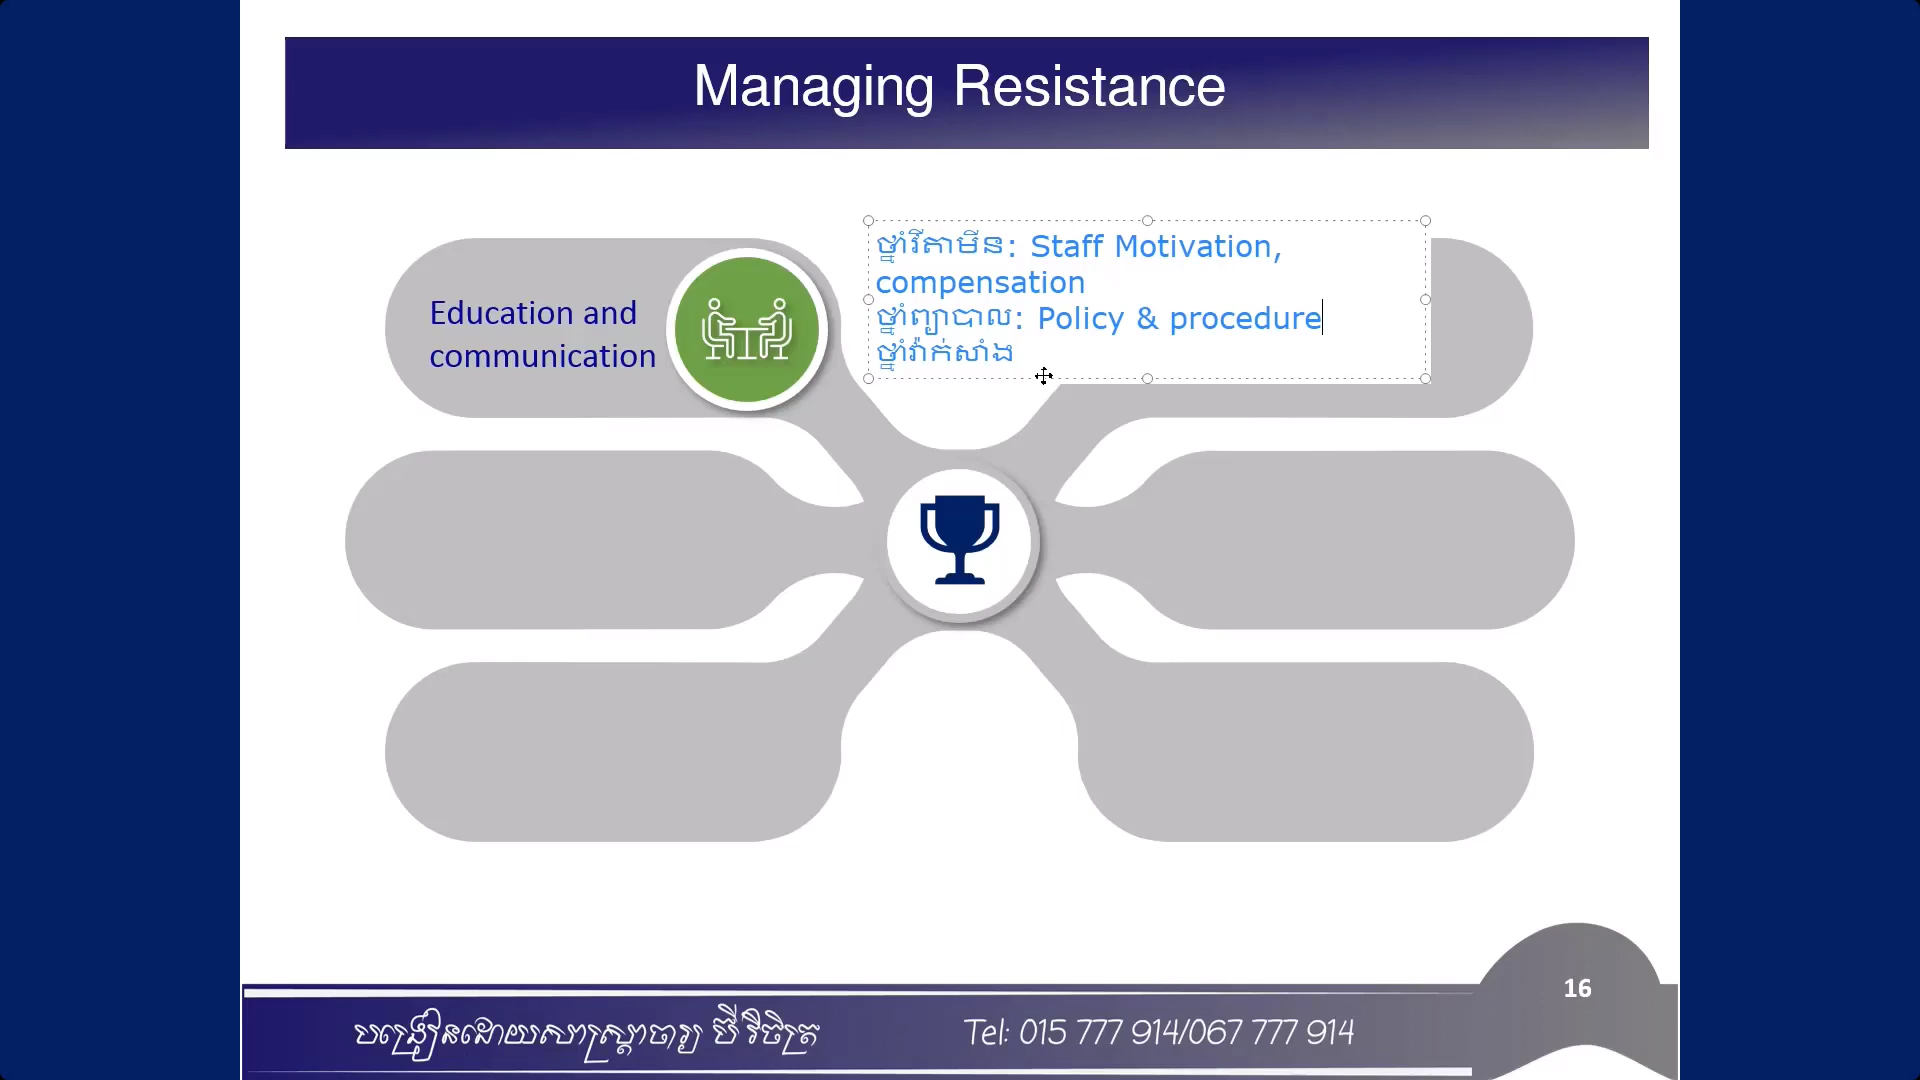 Managing Resistance
Education and
communication
ថ្នាំវីតាមីន: Staff Motivation,
compensation
ថ្នាំព្យាបាល: Policy & procedure
ថ្នាំវ៉ាក់សាំង
16
បង្រៀនដោយសាស្ត្រាចារ្យ ប៊ី វិចិត្រ
Tel: 015 777 914/067 777 914